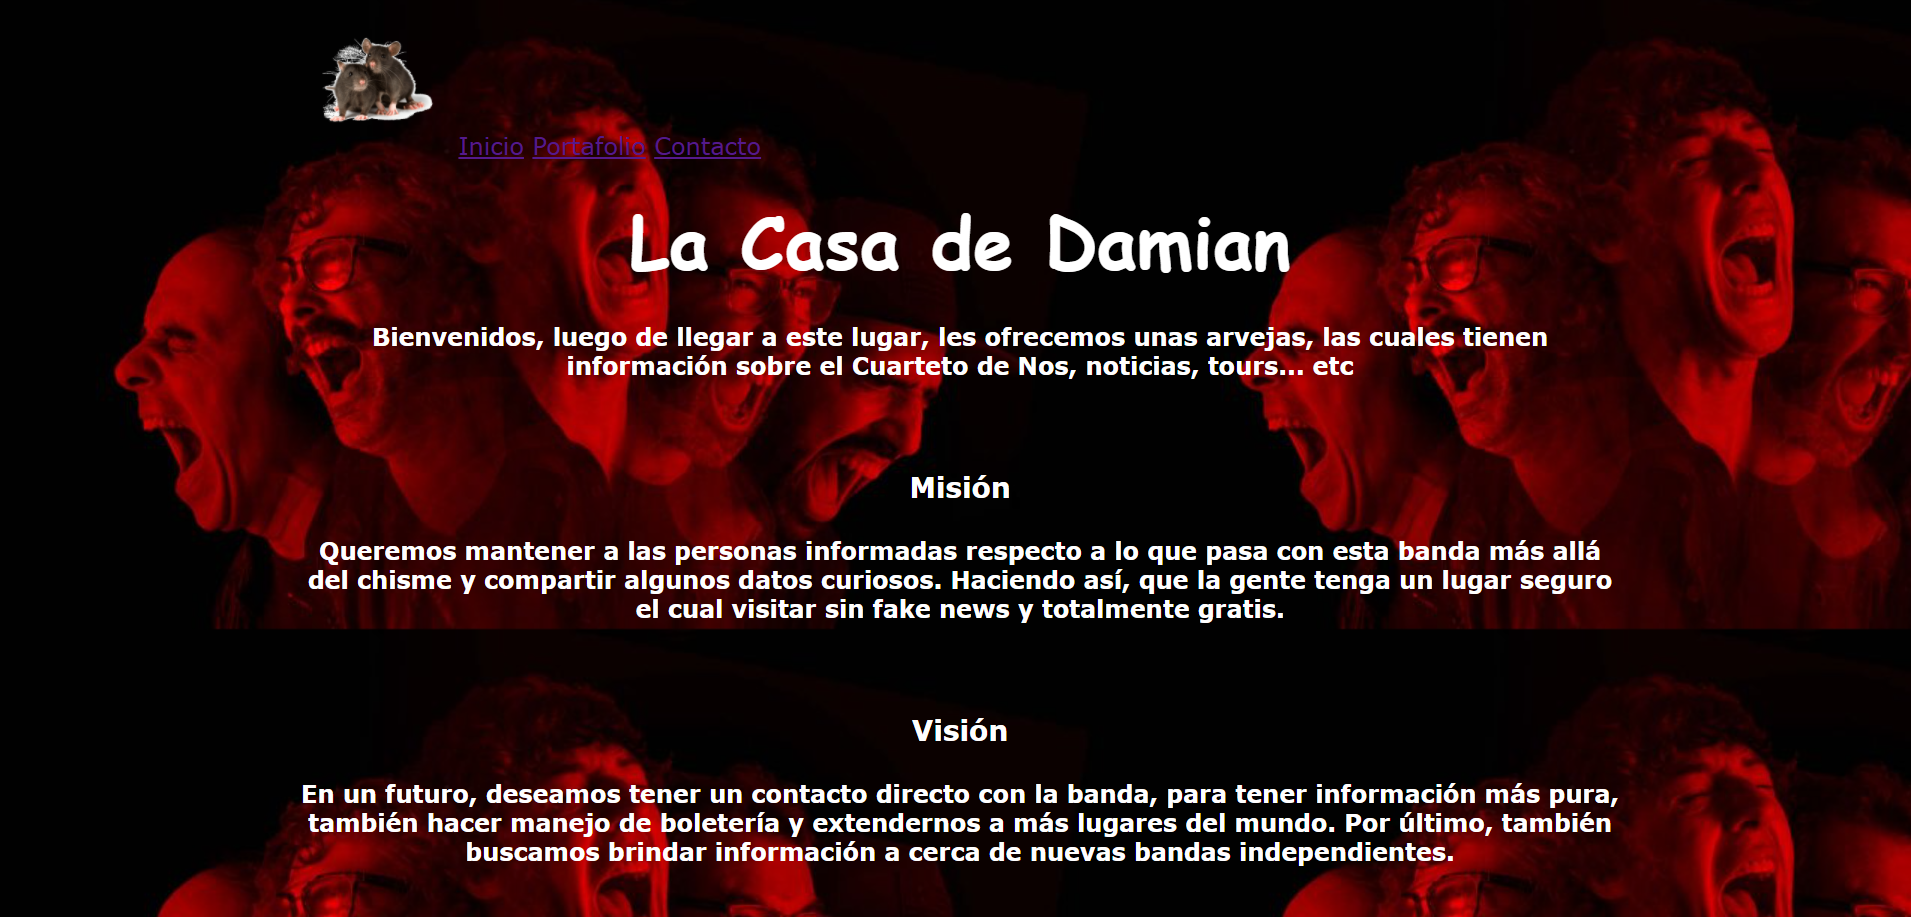 Inicio Portafolio Contacto
La Casa de Damian
Bienvenidos, luego de llegar a este lugar, les ofrecemos unas arvejas, las cuales tienen
información sobre el Cuarteto de Nos, noticias, tours... etc
Misión
Queremos mantener a las personas informadas respecto a lo que pasa con esta banda más allá
del chisme y compartir algunos datos curiosos. Haciendo así, que la gente tenga un lugar seguro
el cual visitar sin fake news y totalmente gratis.
Visión
En un futuro, deseamos tener un contacto directo con la banda, para tener información más pura,
también hacer manejo de boletería y extendernos a más lugares del mundo. Por último, también
buscamos brindar información a cerca de nuevas bandas independientes.